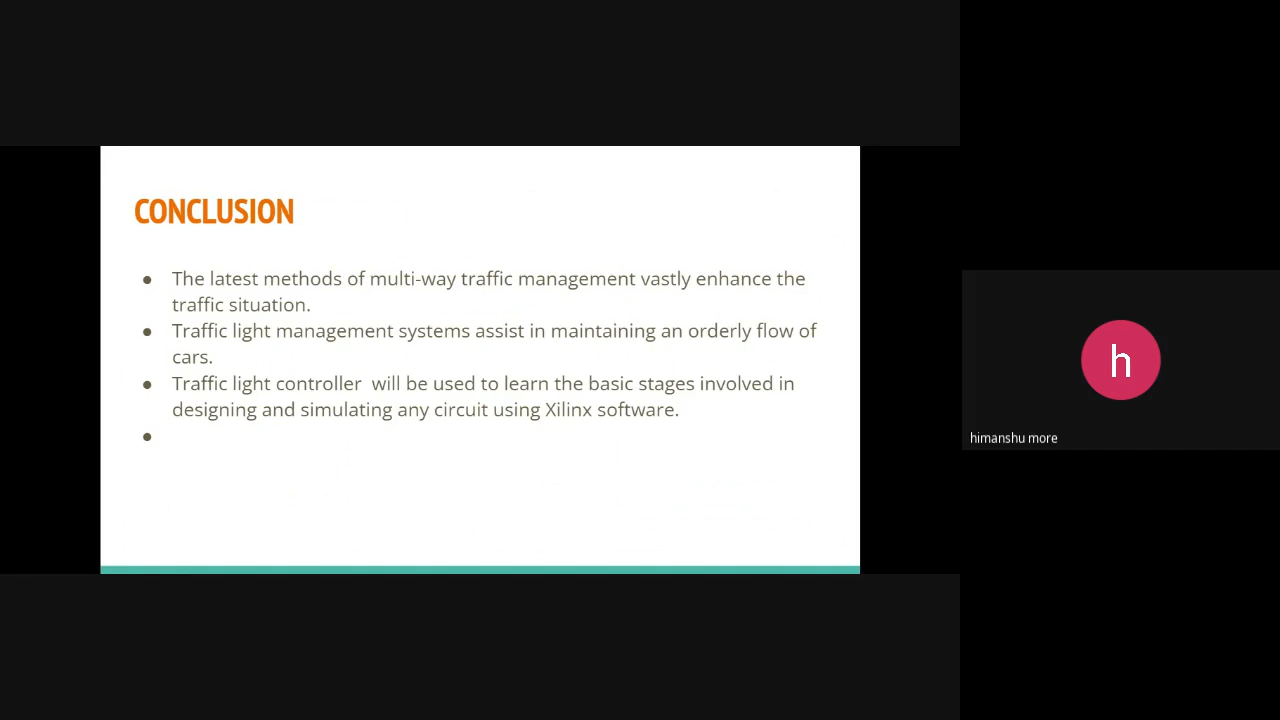 CONCLUSION
● The latest methods of multi-way traffic management vastly enhance the
traffic situation.
● Traffic light management systems assist in maintaining an orderly flow of
cars.
● Traffic light controller  will be used to learn the basic stages involved in
designing and simulating any circuit using Xilinx software.
●
h
himanshu more